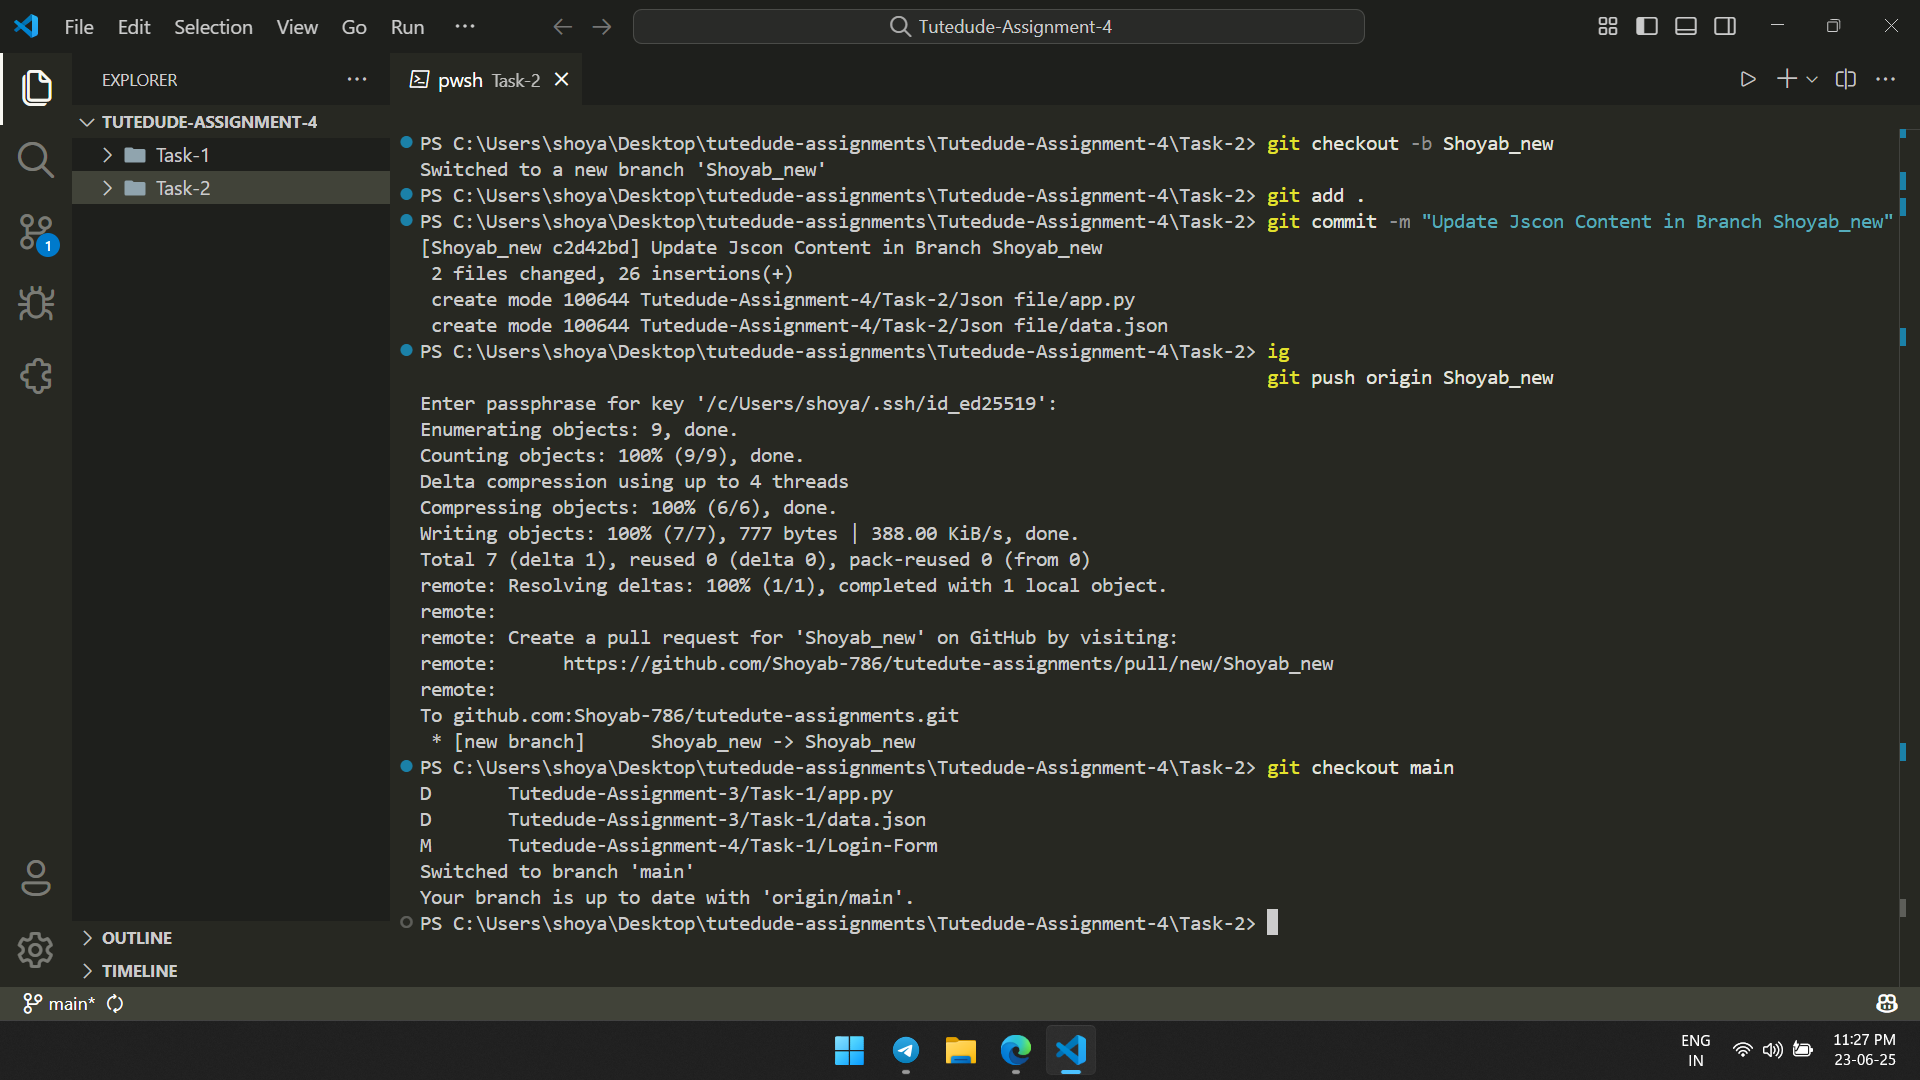 File Edit Selection View Go Run ···
Tutedude-Assignment-4
EXPLORER ···
pwsh Task-2
TUTEDUDE-ASSIGNMENT-4
Task-1
Task-2
1
PS C:\Users\shoya\Desktop\tutedude-assignments\Tutedude-Assignment-4\Task-2> git checkout -b Shoyab_new
Switched to a new branch 'Shoyab_new'
PS C:\Users\shoya\Desktop\tutedude-assignments\Tutedude-Assignment-4\Task-2> git add .
PS C:\Users\shoya\Desktop\tutedude-assignments\Tutedude-Assignment-4\Task-2> git commit -m "Update Jscon Content in Branch Shoyab_new"
[Shoyab_new c2d42bd] Update Jscon Content in Branch Shoyab_new
 2 files changed, 26 insertions(+)
 create mode 100644 Tutedude-Assignment-4/Task-2/Json file/app.py
 create mode 100644 Tutedude-Assignment-4/Task-2/Json file/data.json
PS C:\Users\shoya\Desktop\tutedude-assignments\Tutedude-Assignment-4\Task-2> ig
git push origin Shoyab_new
Enter passphrase for key '/c/Users/shoya/.ssh/id_ed25519':
Enumerating objects: 9, done.
Counting objects: 100% (9/9), done.
Delta compression using up to 4 threads
Compressing objects: 100% (6/6), done.
Writing objects: 100% (7/7), 777 bytes | 388.00 KiB/s, done.
Total 7 (delta 1), reused 0 (delta 0), pack-reused 0 (from 0)
remote: Resolving deltas: 100% (1/1), completed with 1 local object.
remote:
remote: Create a pull request for 'Shoyab_new' on GitHub by visiting:
remote:      https://github.com/Shoyab-786/tutedute-assignments/pull/new/Shoyab_new
remote:
To github.com:Shoyab-786/tutedute-assignments.git
 * [new branch]      Shoyab_new -> Shoyab_new
PS C:\Users\shoya\Desktop\tutedude-assignments\Tutedude-Assignment-4\Task-2> git checkout main
D       Tutedude-Assignment-3/Task-1/app.py
D       Tutedude-Assignment-3/Task-1/data.json
M       Tutedude-Assignment-4/Task-1/Login-Form
Switched to branch 'main'
Your branch is up to date with 'origin/main'.
PS C:\Users\shoya\Desktop\tutedude-assignments\Tutedude-Assignment-4\Task-2>
OUTLINE
TIMELINE
main*
ENG
IN
11:27 PM
23-06-25